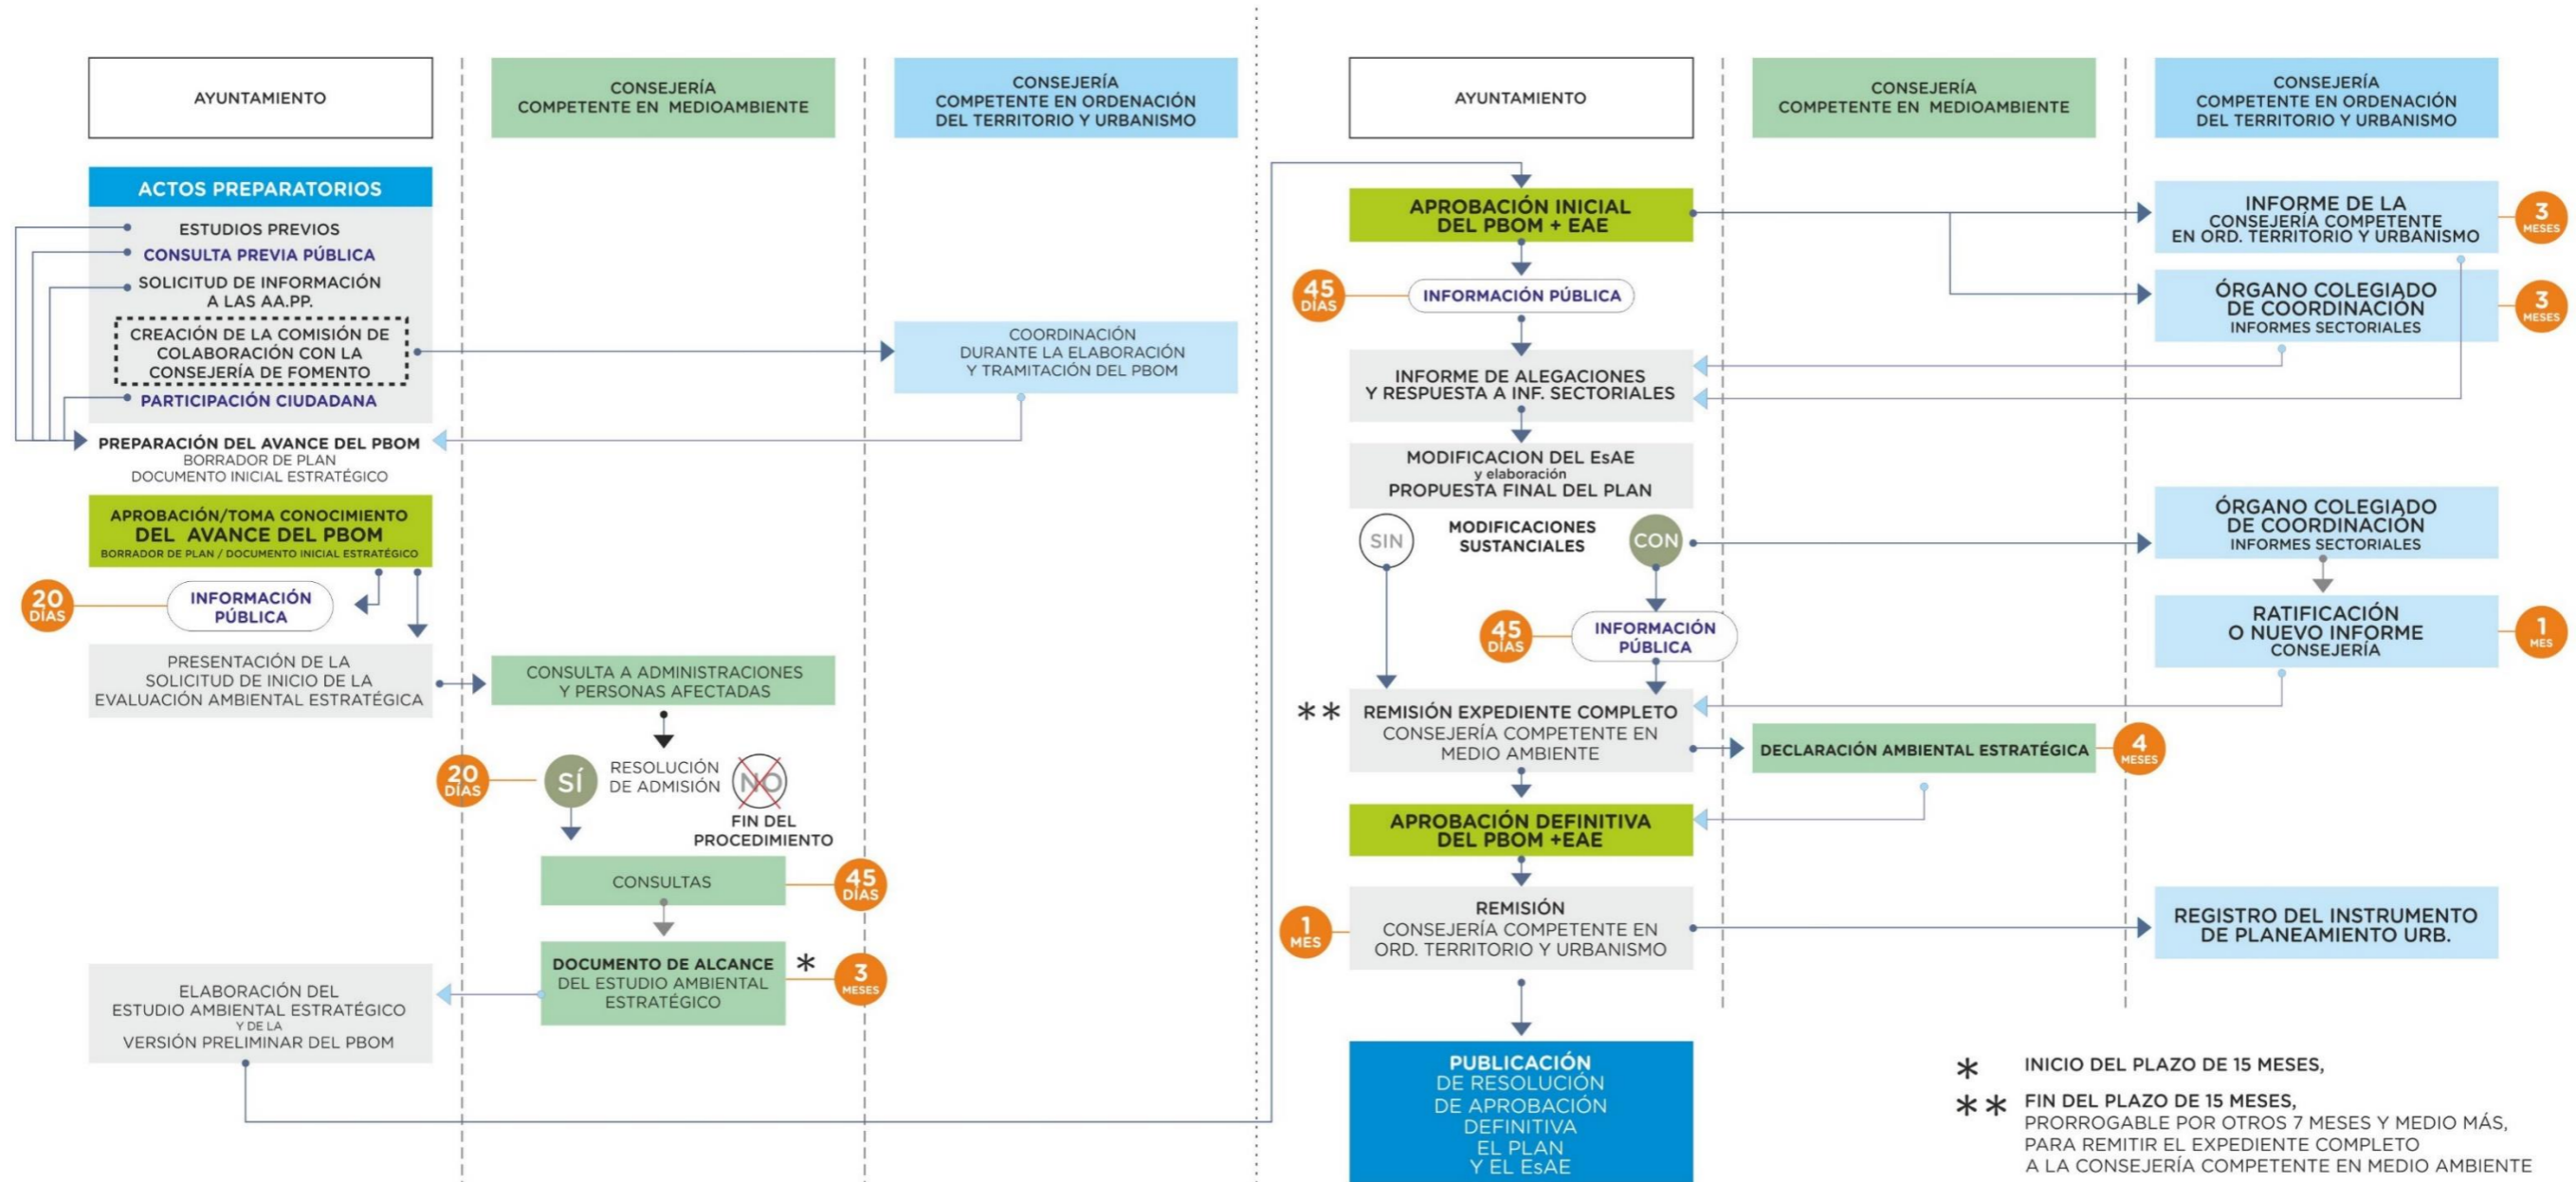 AYUNTAMIENTO
CONSEJERÍA
COMPETENTE EN MEDIOAMBIENTE
CONSEJERÍA
COMPETENTE EN ORDENACIÓN
DEL TERRITORIO Y URBANISMO
ACTOS PREPARATORIOS
ESTUDIOS PREVIOS
CONSULTA PREVIA PÚBLICA
SOLICITUD DE INFORMACIÓN
A LAS AA.PP.
CREACIÓN DE LA COMISIÓN DE
COLABORACIÓN CON LA
CONSEJERÍA DE FOMENTO
PARTICIPACIÓN CIUDADANA
COORDINACIÓN
DURANTE LA ELABORACIÓN
Y TRAMITACIÓN DEL PBOM
PREPARACIÓN DEL AVANCE DEL PBOM
BORRADOR DE PLAN
DOCUMENTO INICIAL ESTRATÉGICO
APROBACIÓN/TOMA CONOCIMIENTO
DEL AVANCE DEL PBOM
BORRADOR DE PLAN / DOCUMENTO INICIAL ESTRATÉGICO
20
DÍAS
INFORMACIÓN
PÚBLICA
PRESENTACIÓN DE LA
SOLICITUD DE INICIO DE LA
EVALUACIÓN AMBIENTAL ESTRATÉGICA
CONSULTA A ADMINISTRACIONES
Y PERSONAS AFECTADAS
20
DÍAS
SÍ
RESOLUCIÓN
DE ADMISIÓN
NO
FIN DEL
PROCEDIMIENTO
CONSULTAS
45
DÍAS
DOCUMENTO DE ALCANCE
DEL ESTUDIO AMBIENTAL
ESTRATÉGICO
*
3
MESES
ELABORACIÓN DEL
ESTUDIO AMBIENTAL ESTRATÉGICO
Y DE LA
VERSIÓN PRELIMINAR DEL PBOM
AYUNTAMIENTO
CONSEJERÍA
COMPETENTE EN MEDIOAMBIENTE
CONSEJERÍA
COMPETENTE EN ORDENACIÓN
DEL TERRITORIO Y URBANISMO
APROBACIÓN INICIAL
DEL PBOM + EAE
INFORME DE LA
CONSEJERÍA COMPETENTE
EN ORD. TERRITORIO Y URBANISMO
3
MESES
45
DÍAS
INFORMACIÓN PÚBLICA
ÓRGANO COLEGIADO
DE COORDINACIÓN
INFORMES SECTORIALES
3
MESES
INFORME DE ALEGACIONES
Y RESPUESTA A INF. SECTORIALES
MODIFICACION DEL EsAE
y elaboración
PROPUESTA FINAL DEL PLAN
SIN
MODIFICACIONES
SUSTANCIALES
CON
ÓRGANO COLEGIADO
DE COORDINACIÓN
INFORMES SECTORIALES
45
DÍAS
INFORMACIÓN
PÚBLICA
RATIFICACIÓN
O NUEVO INFORME
CONSEJERÍA
1
MES
**
REMISIÓN EXPEDIENTE COMPLETO
CONSEJERÍA COMPETENTE EN
MEDIO AMBIENTE
DECLARACIÓN AMBIENTAL ESTRATÉGICA
4
MESES
APROBACIÓN DEFINITIVA
DEL PBOM +EAE
1
MES
REMISIÓN
CONSEJERÍA COMPETENTE EN
ORD. TERRITORIO Y URBANISMO
REGISTRO DEL INSTRUMENTO
DE PLANEAMIENTO URB.
PUBLICACIÓN
DE RESOLUCIÓN
DE APROBACIÓN
DEFINITIVA
EL PLAN
Y EL EsAE
* INICIO DEL PLAZO DE 15 MESES,
** FIN DEL PLAZO DE 15 MESES,
PRORROGABLE POR OTROS 7 MESES Y MEDIO MÁS,
PARA REMITIR EL EXPEDIENTE COMPLETO
A LA CONSEJERÍA COMPETENTE EN MEDIO AMBIENTE